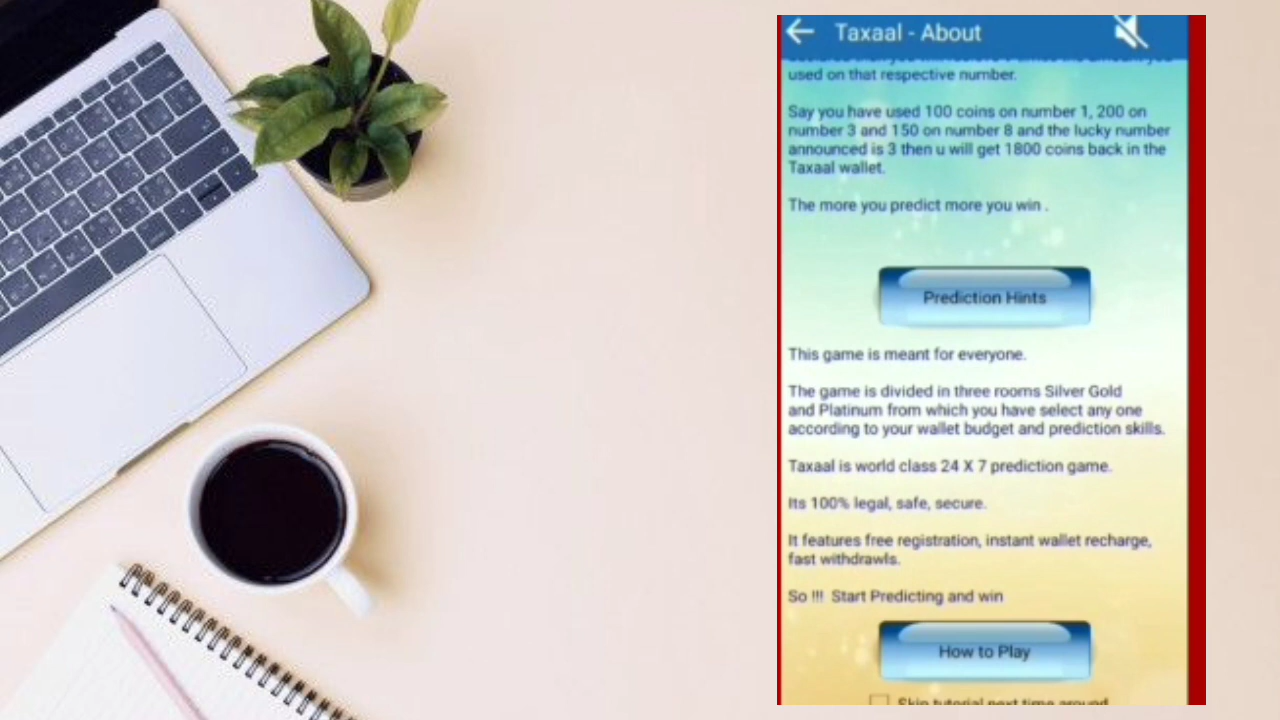 Taxaal - About
used on that respective number.
Say you have used 100 coins on number 1, 200 on
number 3 and 150 on number 8 and the lucky number
announced is 3 then u will get 1800 coins back in the
Taxaal wallet.
The more you predict more you win .
Prediction Hints
This game is meant for everyone.
The game is divided in three rooms Silver Gold
and Platinum from which you have select any one
according to your wallet budget and prediction skills.
Taxaal is world class 24 X 7 prediction game.
Its 100% legal, safe, secure.
It features free registration, instant wallet recharge,
fast withdrawls.
So !!! Start Predicting and win
How to Play
Skip tutorial next time around